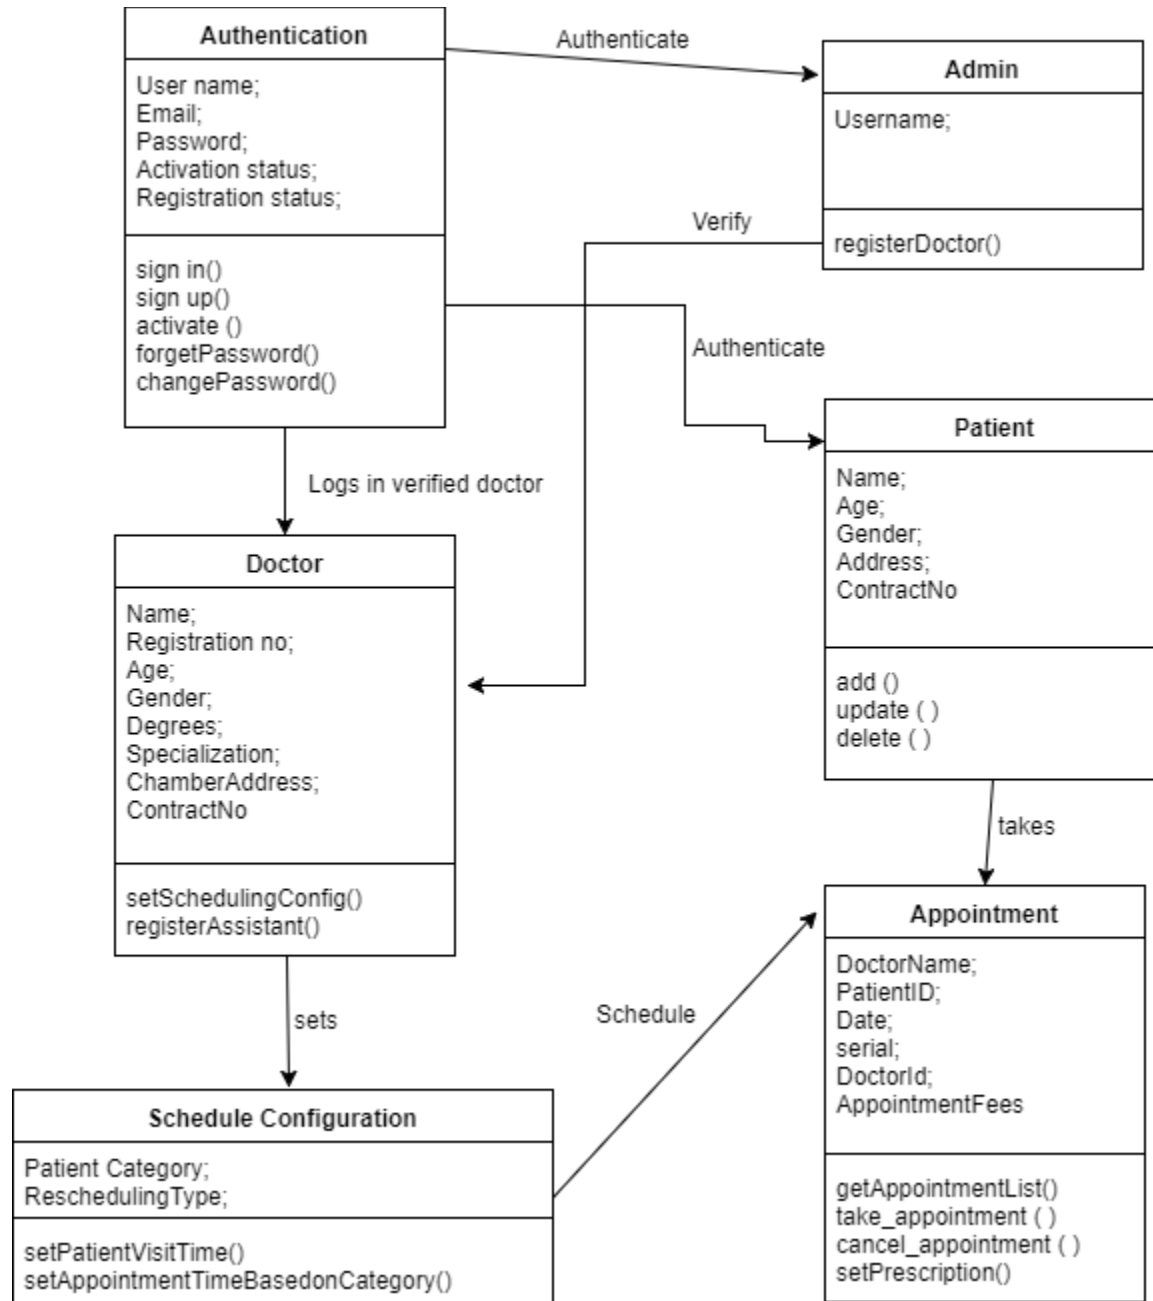 Authentication
User name;
Email;
Password;
Activation status;
Registration status;
sign in()
sign up()
activate ()
forgetPassword()
changePassword()
Authenticate
Admin
Username;
registerDoctor()
Verify
Authenticate
Logs in verified doctor
Patient
Name;
Age;
Gender;
Address;
ContractNo
add ()
update ( )
delete ( )
Doctor
Name;
Registration no;
Age;
Gender;
Degrees;
Specialization;
ChamberAddress;
ContractNo
setSchedulingConfig()
registerAssistant()
takes
sets
Schedule
Appointment
DoctorName;
PatientID;
Date;
serial;
DoctorId;
AppointmentFees
getAppointmentList()
take_appointment ( )
cancel_appointment ( )
setPrescription()
Schedule Configuration
Patient Category;
ReschedulingType;
setPatientVisitTime()
setAppointmentTimeBasedonCategory()